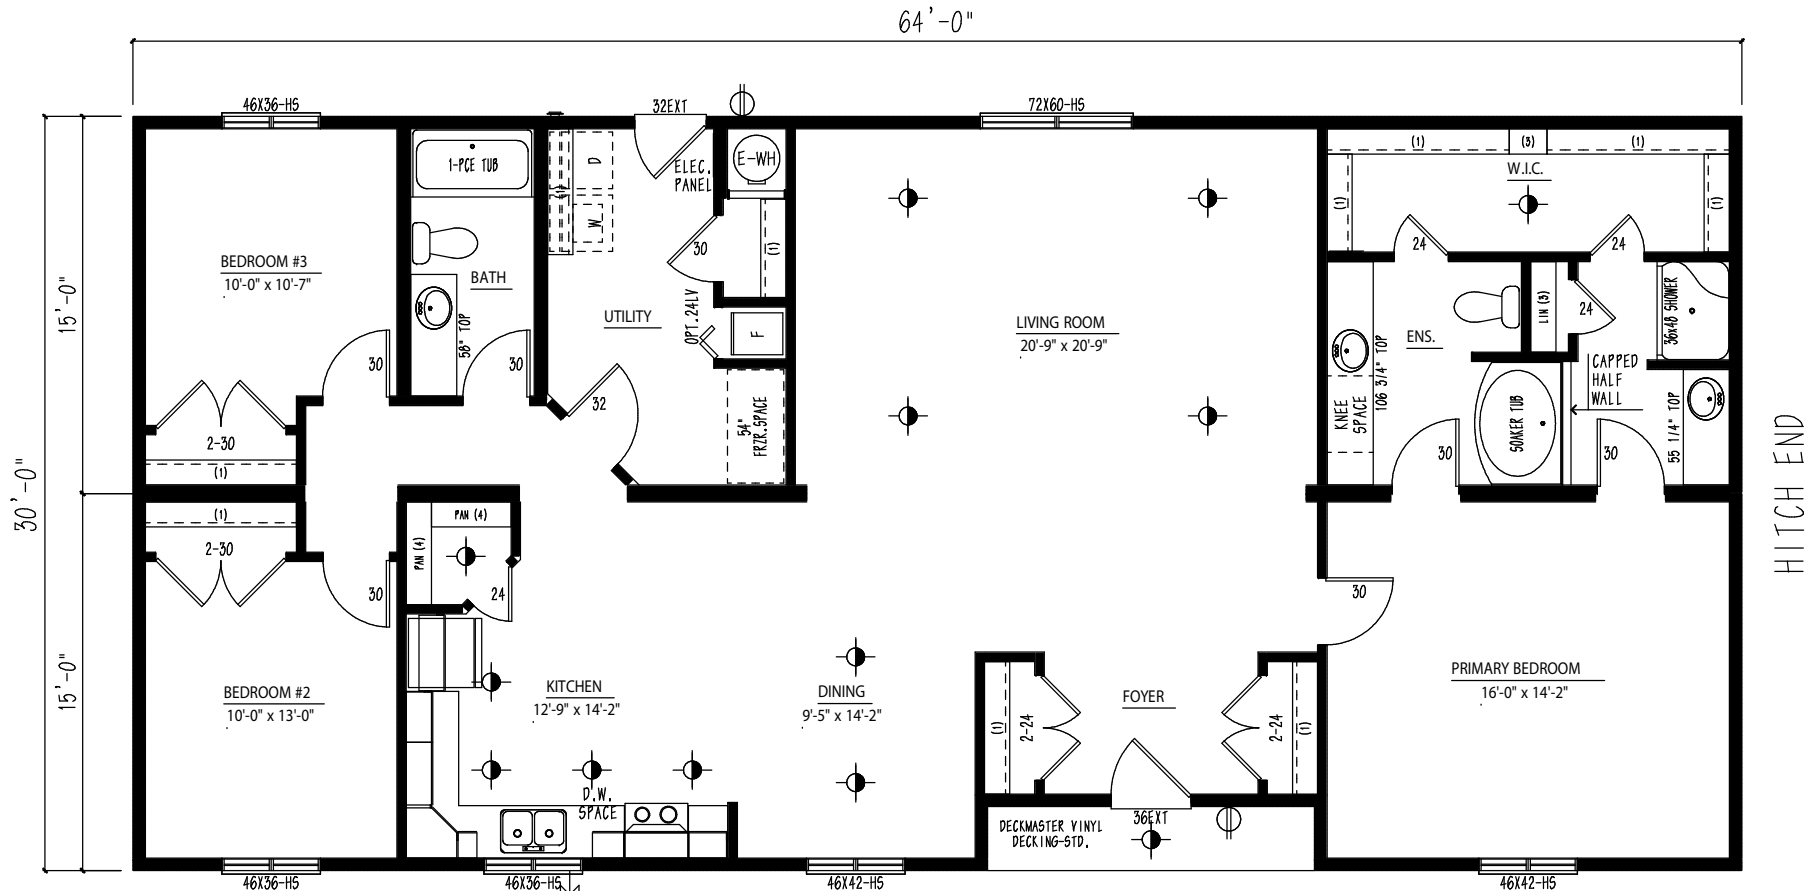 64'-0"
46X36-HS
32EXT
72X60-HS
1-PCE TUB
D
W
(1)
ELEC.
PANEL
E-WH
30
(1)
(1)
(3)
(1)
W.I.C.
(1)
(1)
24
24
BEDROOM #3
10'-0" x 10'-7"
BATH
58" TOP
30
30
UTILITY
OPT.24LV
F
32
54"
FRZR.SPACE
LIVING ROOM
20'-9" x 20'-9"
ENS.
LIN (3)
24
36x48 SHOWER
106 3/4" TOP
KNEE
SPACE
CAPPED
HALF
WALL
SOAKER TUB
55 1/4" TOP
30
30
2-30
(1)
15'-0"
30'-0"
15'-0"
HITCH END
(1)
2-30
30
PAN (4)
PAN (4)
24
30
BEDROOM #2
10'-0" x 13'-0"
KITCHEN
12'-9" x 14'-2"
DINING
9'-5" x 14'-2"
FOYER
(1)
2-24
2-24
(1)
PRIMARY BEDROOM
16'-0" x 14'-2"
D.W.
SPACE
DECKMASTER VINYL
DECKING-STD.
36EXT
46X36-HS
46X36-HS
46X42-HS
46X42-HS